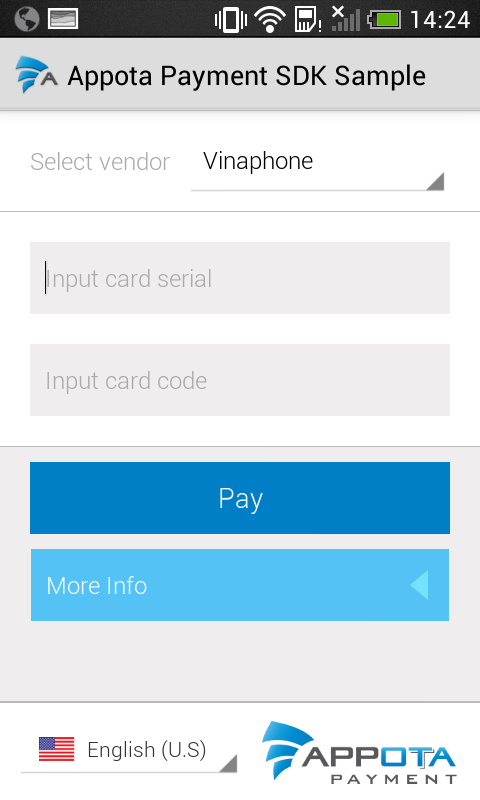 14:24
Appota Payment SDK Sample
Select vendor Vinaphone
Input card serial
Input card code
Pay
More Info
English (U.S)
APPOTA
PAYMENT